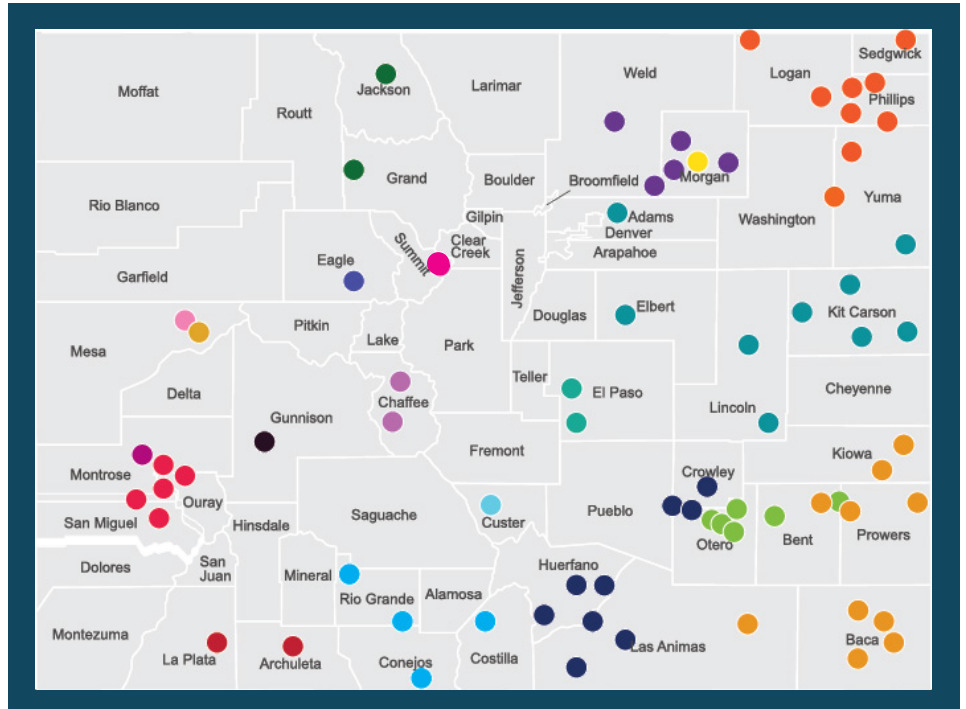 Moffat
Routt
Jackson
Larimar
Weld
Logan
Sedgwick
Phillips
Rio Blanco
Grand
Boulder
Broomfield
Morgan
Washington
Yuma
Gilpin
Adams
Denver
Arapahoe
Clear
Creek
Summit
Eagle
Garfield
Jefferson
Mesa
Pitkin
Lake
Park
Douglas
Elbert
Kit Carson
Delta
Gunnison
Chaffee
Teller
El Paso
Lincoln
Cheyenne
Fremont
Kiowa
Montrose
Ouray
Crowley
San Miguel
Hinsdale
Saguache
Custer
Pueblo
Otero
Bent
Prowers
Dolores
San
Juan
Mineral
Rio Grande
Alamosa
Huerfano
Montezuma
La Plata
Archuleta
Conejos
Costilla
Las Animas
Baca